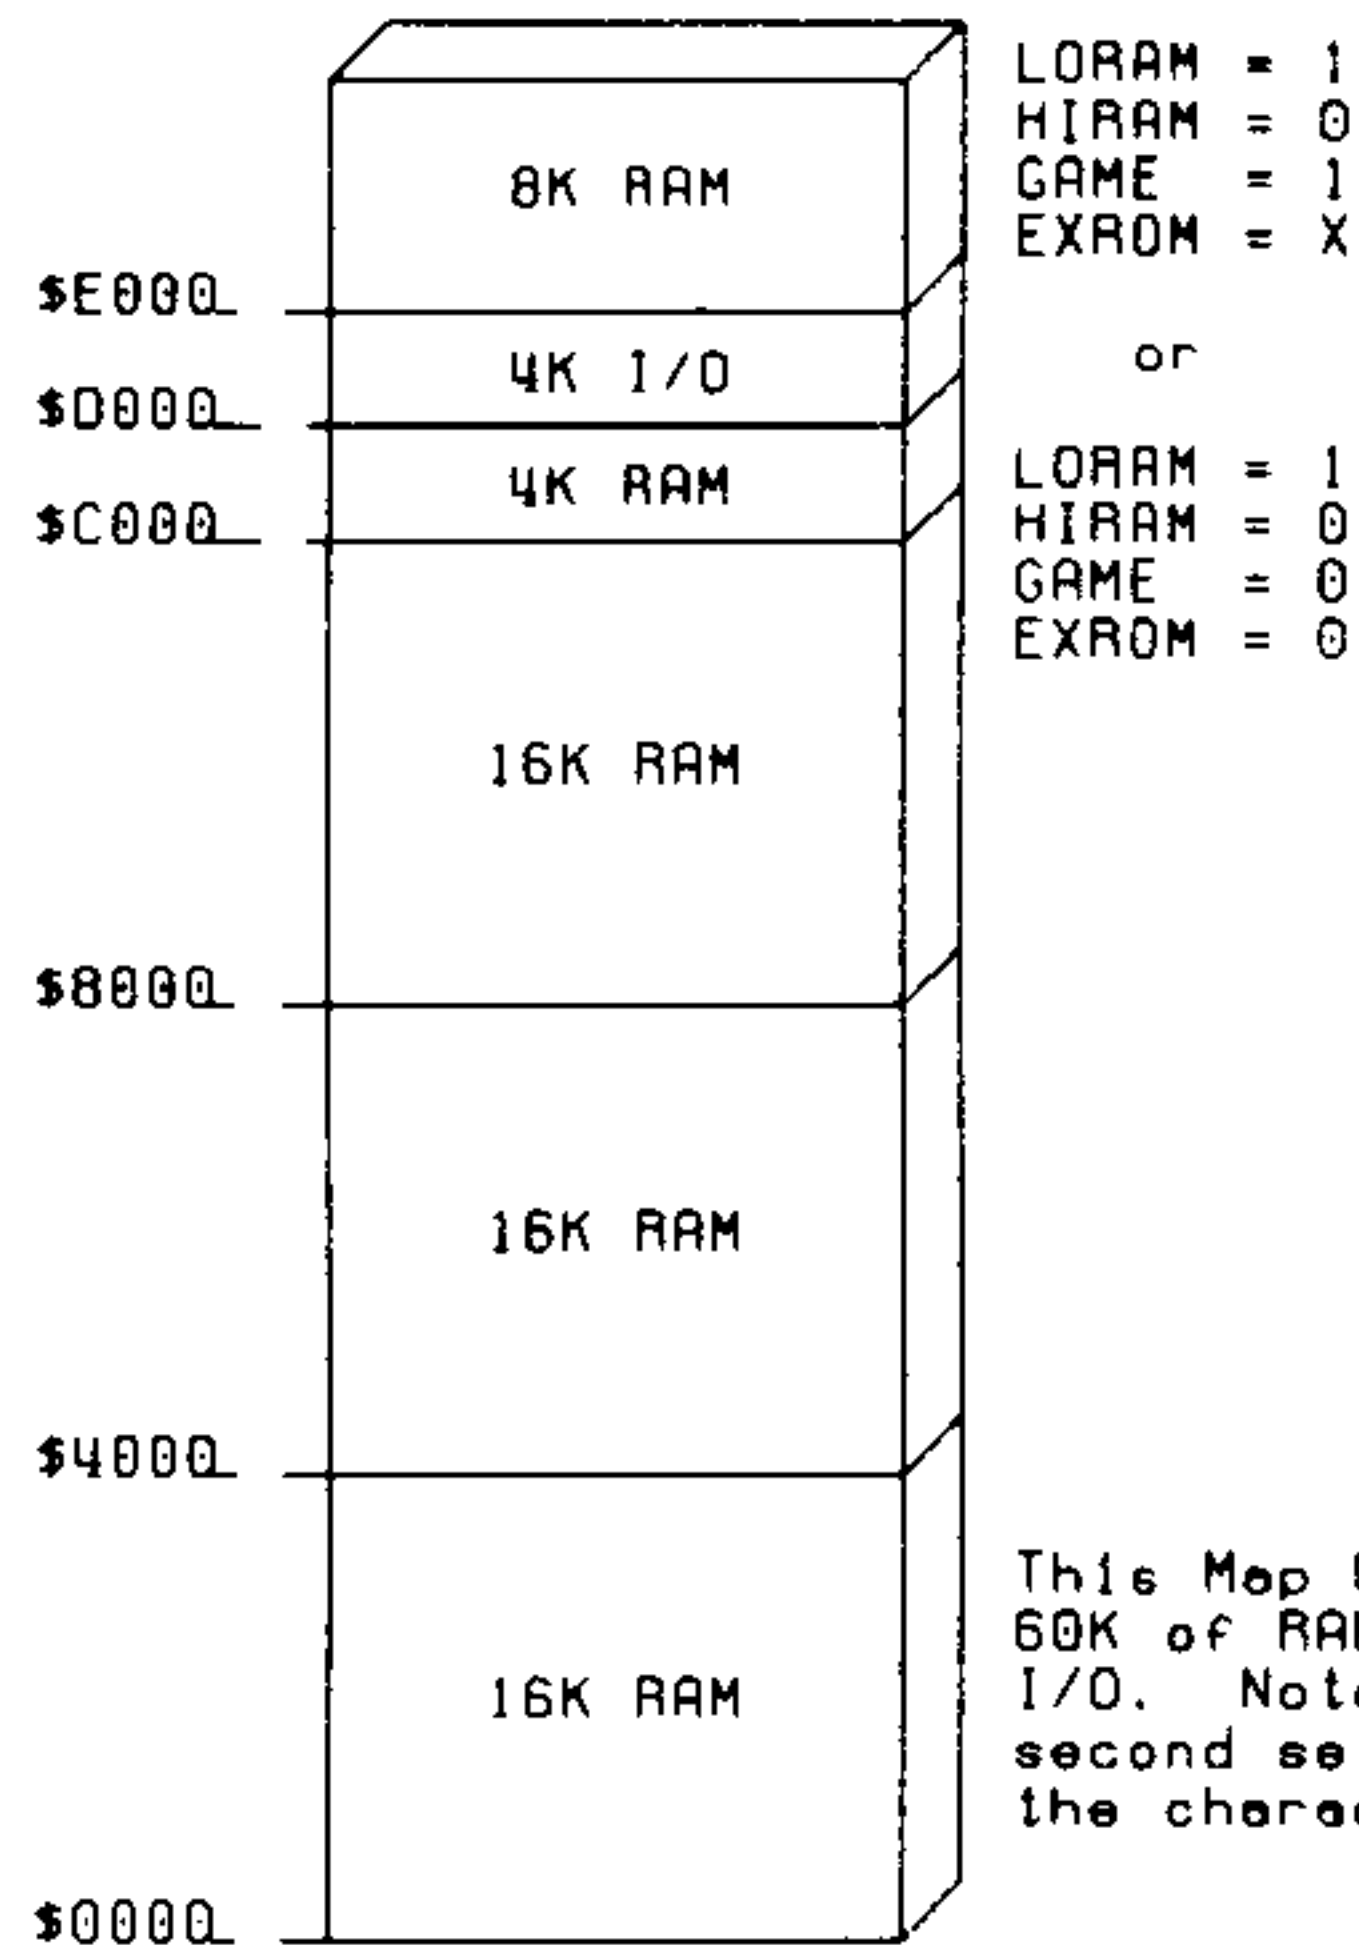 LORAM = 1
HIRAM = 0
GAME = 1
EXROM = X
or
LORAM = 1
HIRAM = 0
GAME = 0
EXROM = 0
8K RAM
$E000
4K I/O
$D000
4K RAM
$C000
16K RAM
$8000
16K RAM
$4000
16K RAM
$0000
This Map
60K of
I/O.
second
the